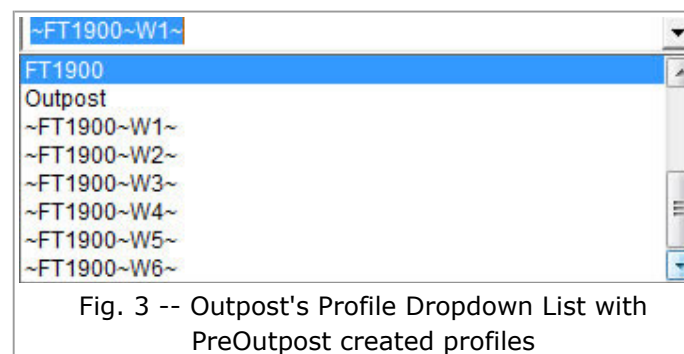 ~FT1900~W1~
FT1900
Outpost
~FT1900~W1~
~FT1900~W2~
~FT1900~W3~
~FT1900~W4~
~FT1900~W5~
~FT1900~W6~
Fig. 3 -- Outpost's Profile Dropdown List with
PreOutpost created profiles